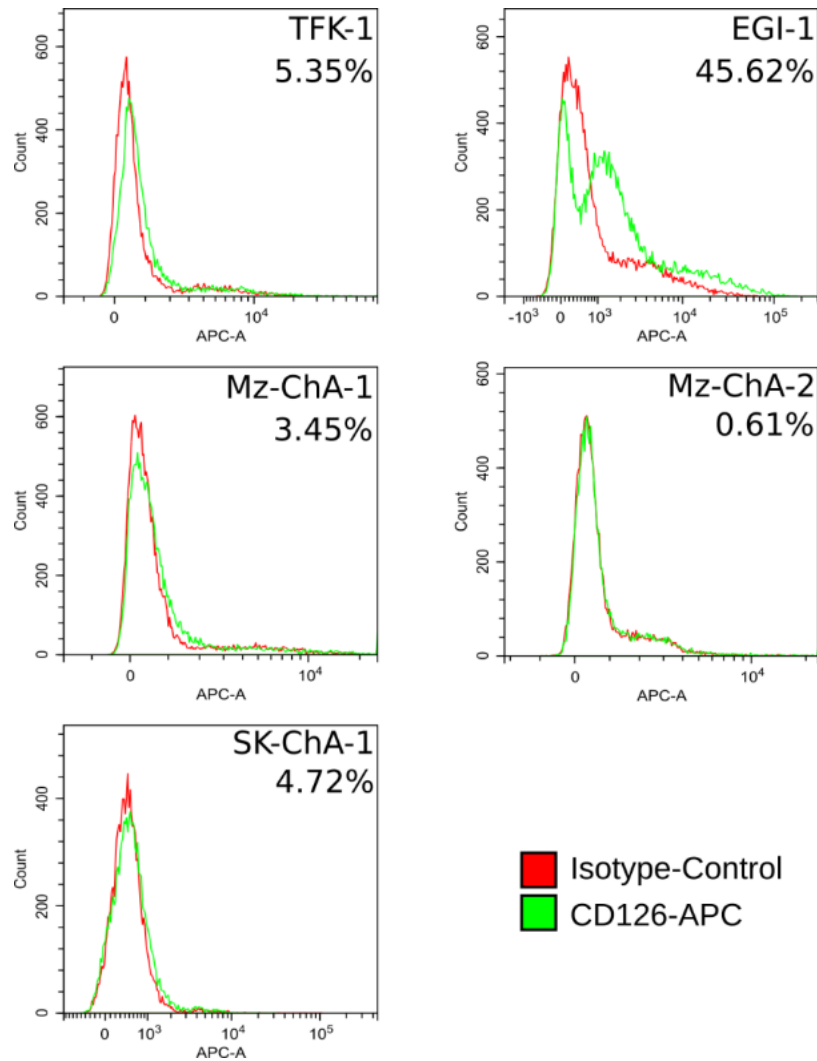 TFK-1
5.35%
600
400
200
0
Count
0
10⁴
APC-A
EGI-1
45.62%
600
400
200
0
Count
-10³
0
10³
10⁴
10⁵
APC-A
Mz-ChA-1
3.45%
600
400
200
0
Count
0
10⁴
APC-A
Mz-ChA-2
0.61%
600
400
200
0
Count
0
10⁴
APC-A
SK-ChA-1
4.72%
400
200
0
Count
0
10³
10⁴
10⁵
APC-A
Isotype-Control
CD126-APC